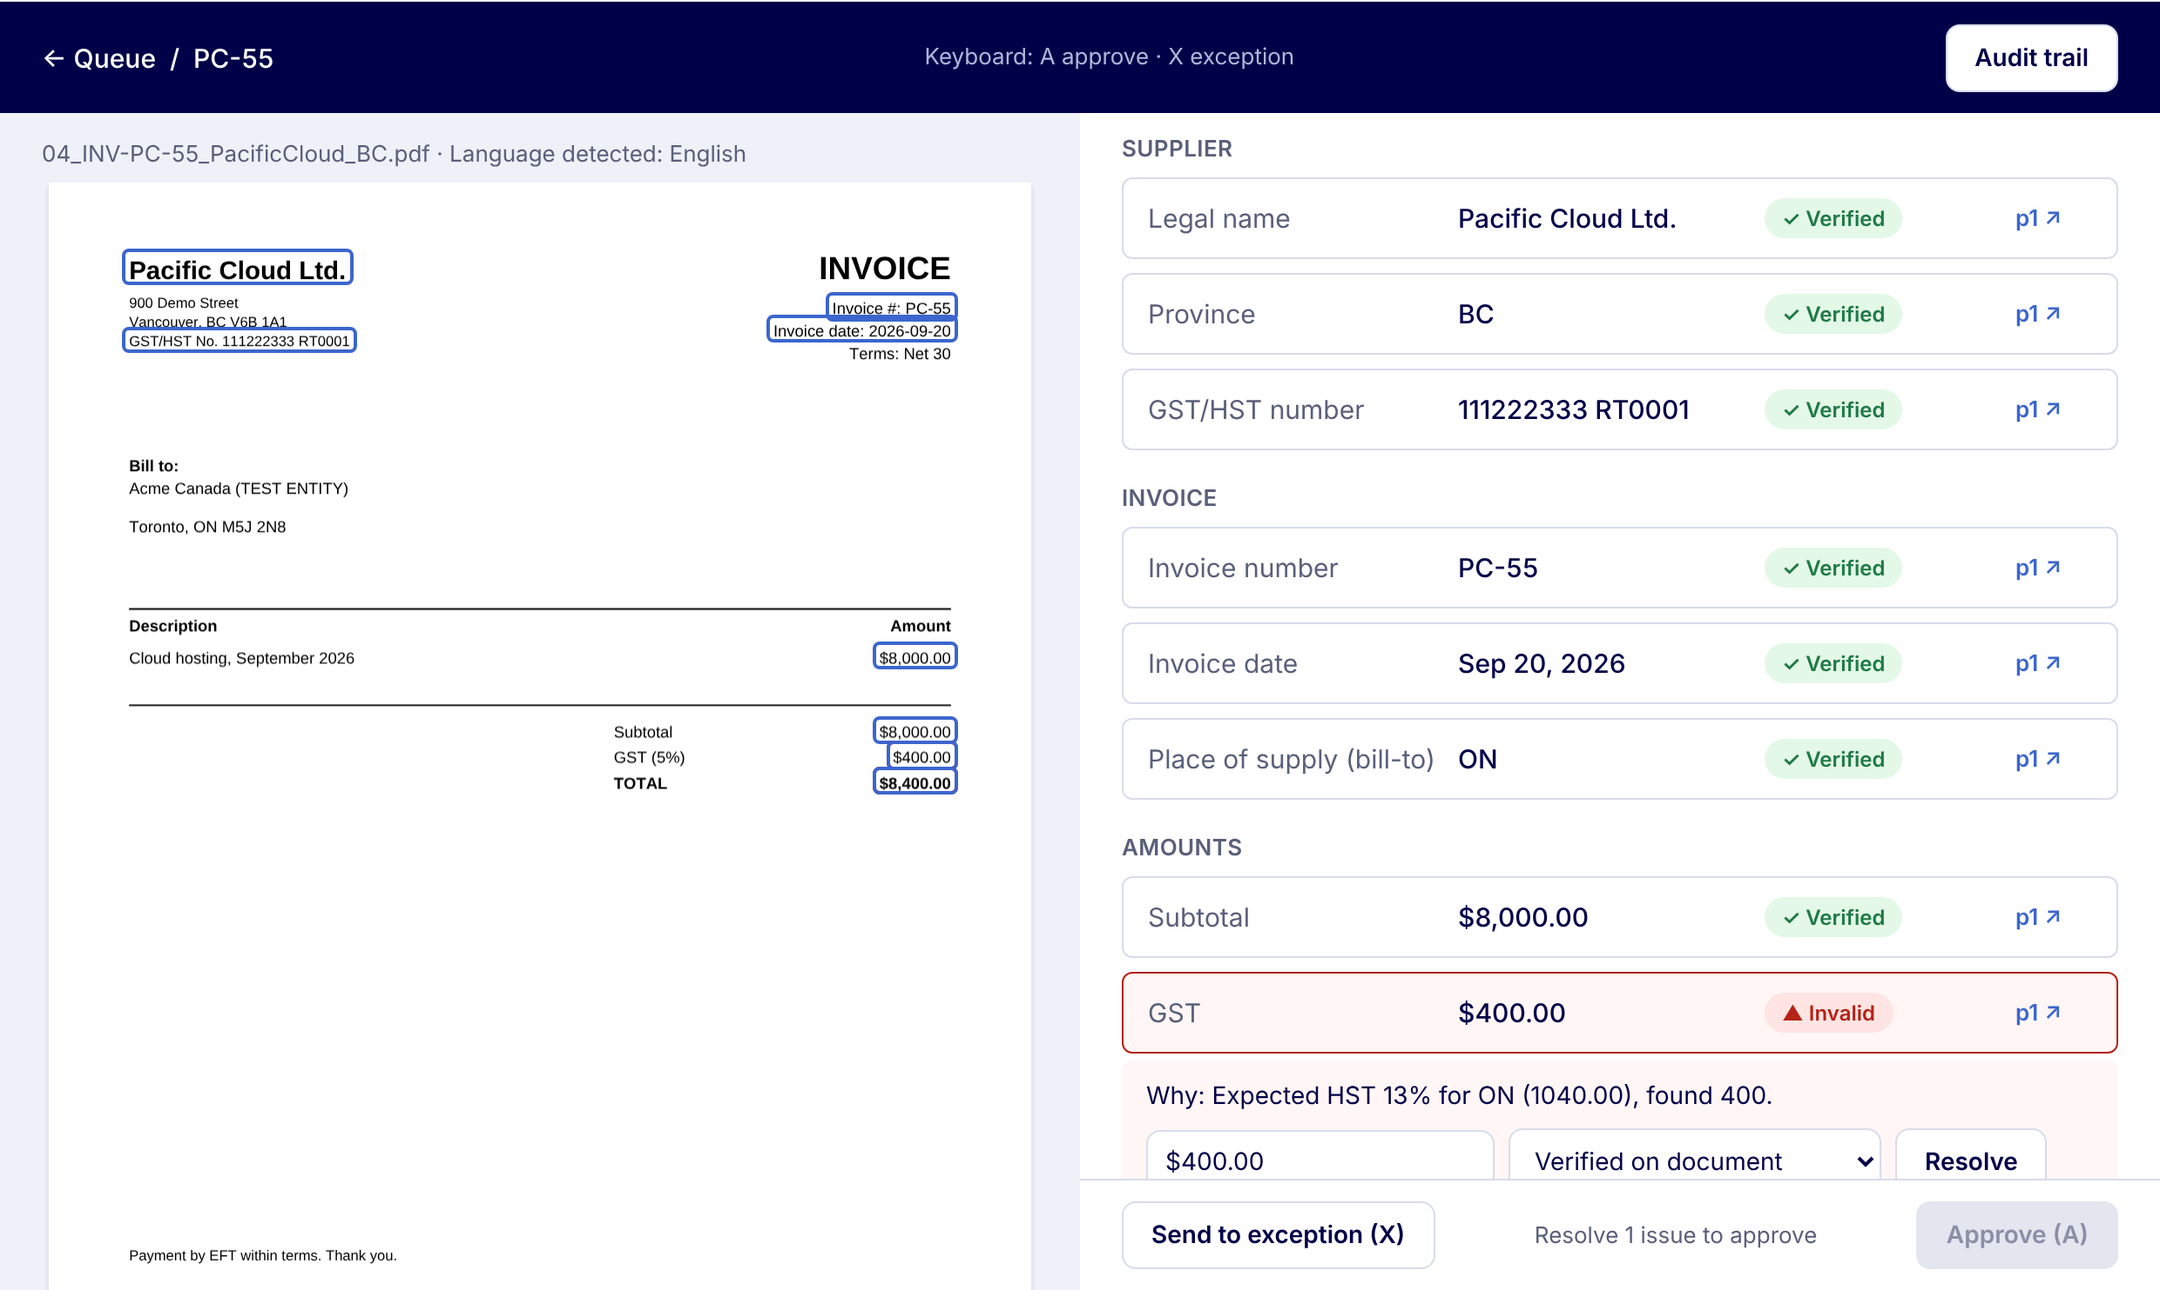 ← Queue / PC-55
Keyboard: A approve · X exception
Audit trail
04_INV-PC-55_PacificCloud_BC.pdf · Language detected: English
Pacific Cloud Ltd.
900 Demo Street
Vancouver, BC V6B 1A1
GST/HST No. 111222333 RT0001
INVOICE
Invoice #: PC-55
Invoice date: 2026-09-20
Terms: Net 30
Bill to:
Acme Canada (TEST ENTITY)
Toronto, ON M5J 2N8
Description Amount
Cloud hosting, September 2026 $8,000.00
Subtotal $8,000.00
GST (5%) $400.00
TOTAL $8,400.00
Payment by EFT within terms. Thank you.
SUPPLIER
Legal name Pacific Cloud Ltd. ✓ Verified p1 ↗
Province BC ✓ Verified p1 ↗
GST/HST number 111222333 RT0001 ✓ Verified p1 ↗
INVOICE
Invoice number PC-55 ✓ Verified p1 ↗
Invoice date Sep 20, 2026 ✓ Verified p1 ↗
Place of supply (bill-to) ON ✓ Verified p1 ↗
AMOUNTS
Subtotal $8,000.00 ✓ Verified p1 ↗
GST $400.00 ▲ Invalid p1 ↗
Why: Expected HST 13% for ON (1040.00), found 400.
$400.00 Verified on document Resolve
Send to exception (X) Resolve 1 issue to approve Approve (A)